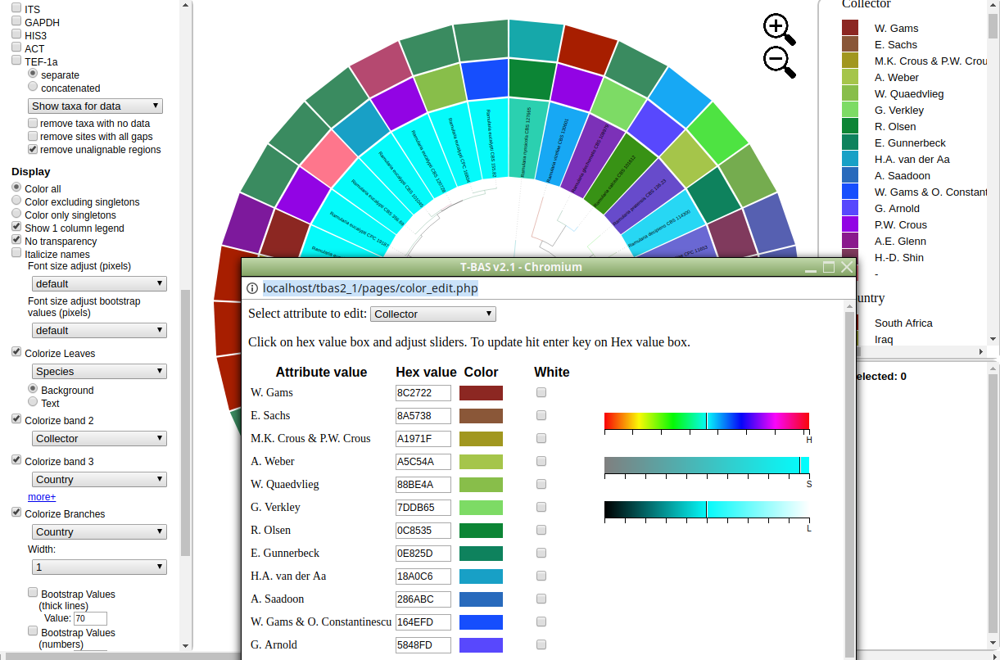 ITS
GAPDH
HIS3
ACT
TEF-1a
separate
concatenated
Show taxa for data
remove taxa with no data
remove sites with all gaps
remove unalignable regions
Display
Color all
Color excluding singletons
Color only singletons
Show 1 column legend
No transparency
Italicize names
Font size adjust (pixels)
default
Font size adjust bootstrap
values (pixels)
default
Colorize Leaves
Species
Background
Text
Colorize band 2
Collector
Colorize band 3
Country
more+
Colorize Branches
Country
Width:
1
Bootstrap Values
(thick lines)
Value: 70
Bootstrap Values
(numbers)
Ramularia eucalypti CPC 19187
Collector
W. Gams
E. Sachs
M.K. Crous & P.W. Crou
A. Weber
W. Quaedvlieg
G. Verkley
R. Olsen
E. Gunnerbeck
H.A. van der Aa
A. Saadoon
W. Gams & O. Constant
G. Arnold
P.W. Crous
A.E. Glenn
H.-D. Shin
-
untry
South Africa
Iraq
elected: 0
T-BAS v2.1 - Chromium
localhost/tbas2_1/pages/color_edit.php
Select attribute to edit: Collector
Click on hex value box and adjust sliders. To update hit enter key on Hex value box.
Attribute value Hex value Color White
W. Gams 8C2722
E. Sachs 8A5738
M.K. Crous & P.W. Crous A1971F
A. Weber A5C54A
W. Quaedvlieg 88BE4A
G. Verkley 7DDB65
R. Olsen 0C8535
E. Gunnerbeck 0E825D
H.A. van der Aa 18A0C6
A. Saadoon 286ABC
W. Gams & O. Constantinescu 164EFD
G. Arnold 5848FD
H
S
L